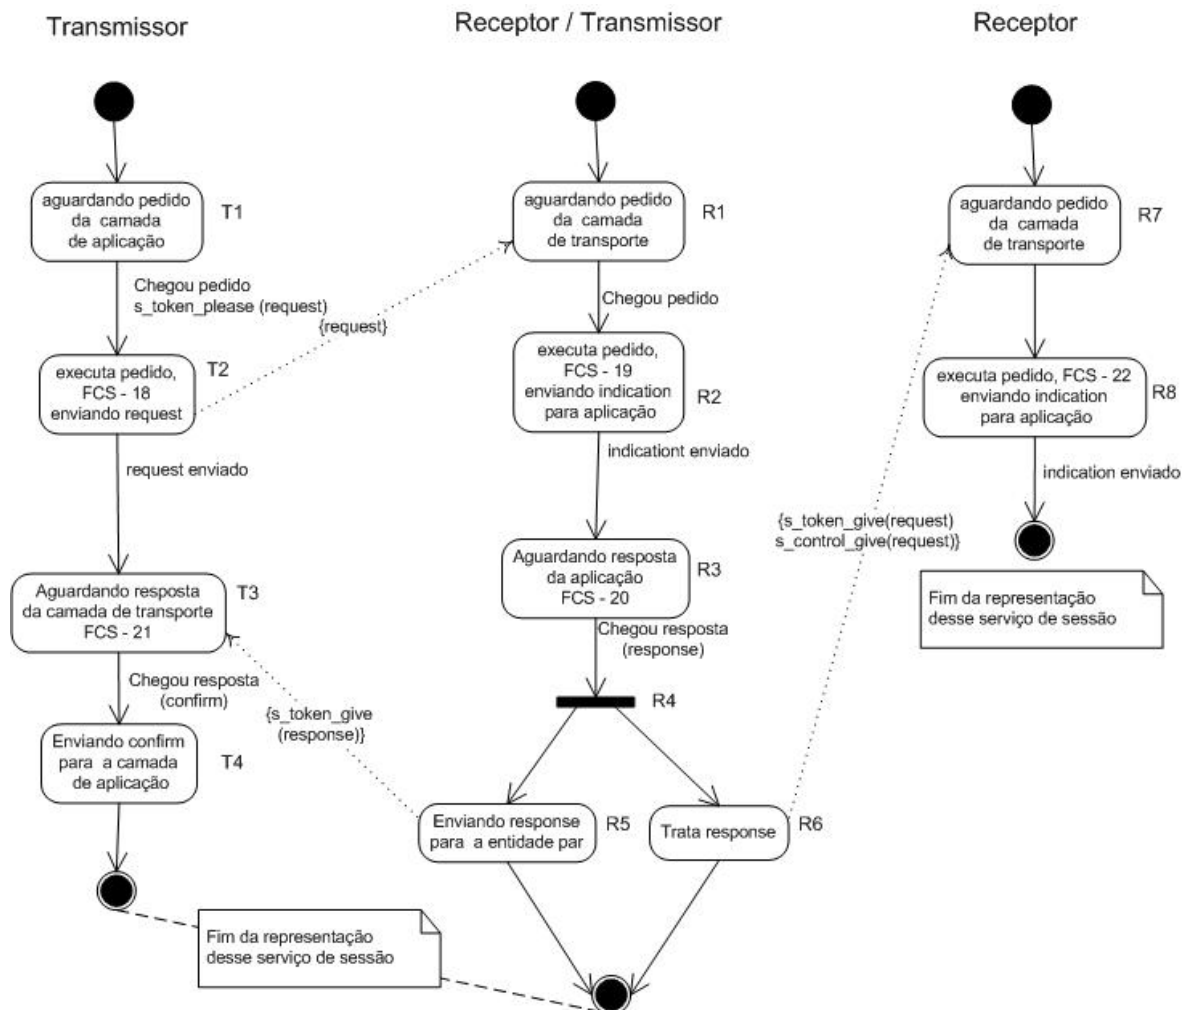 Transmissor
Receptor / Transmissor
Receptor
aguardando pedido
da camada
de aplicação
T1
Chegou pedido
s_token_please (request)
{request}
executa pedido,
FCS - 18
enviando request
T2
request enviado
Aguardando resposta
da camada de transporte
FCS - 21
T3
Chegou resposta
(confirm)
Enviando confirm
para a camada
de aplicação
T4
aguardando pedido
da camada
de transporte
R1
Chegou pedido
executa pedido,
FCS - 19
enviando indication
para aplicação
R2
indicationt enviado
Aguardando resposta
da aplicação
FCS - 20
R3
Chegou resposta
(response)
R4
{s_token_give
(response)}
Enviando response
para a entidade par
R5
Trata response
R6
{s_token_give(request)
s_control_give(request)}
aguardando pedido
da camada
de transporte
R7
executa pedido, FCS - 22
enviando indication
para aplicação
R8
indication enviado
Fim da representação
desse serviço de sessão
Fim da representação
desse serviço de sessão